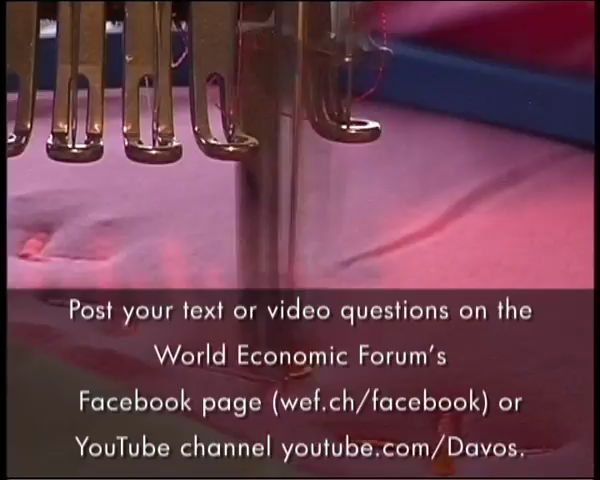 Post your text or video questions on the
World Economic Forum's
Facebook page (wef.ch/facebook) or
YouTube channel youtube.com/Davos.